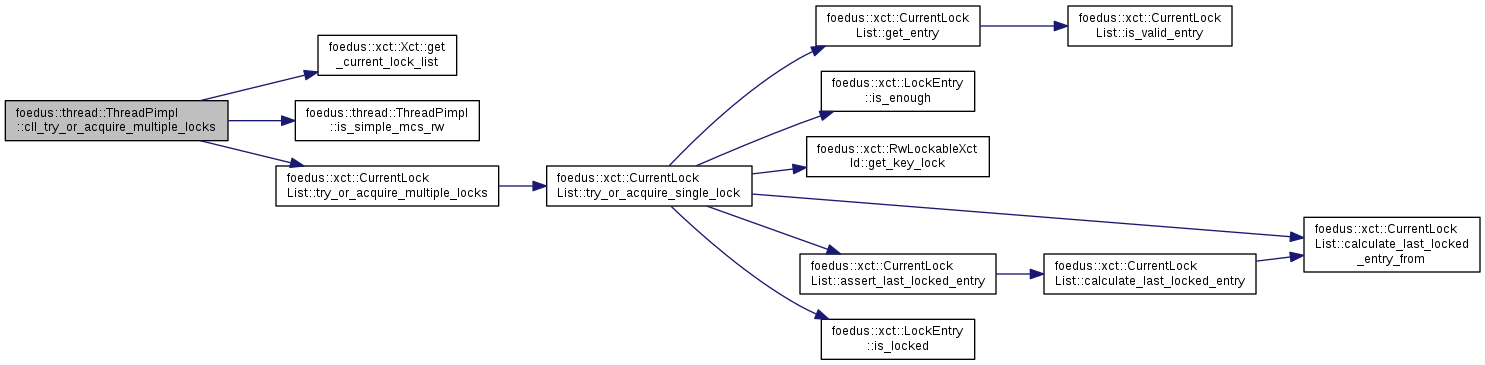 foedus::thread::ThreadPimpl
::cll_try_or_acquire_multiple_locks
foedus::xct::Xct::get
_current_lock_list
foedus::thread::ThreadPimpl
::is_simple_mcs_rw
foedus::xct::CurrentLock
List::try_or_acquire_multiple_locks
foedus::xct::CurrentLock
List::try_or_acquire_single_lock
foedus::xct::CurrentLock
List::get_entry
foedus::xct::CurrentLock
List::is_valid_entry
foedus::xct::LockEntry
::is_enough
foedus::xct::RwLockableXct
Id::get_key_lock
foedus::xct::CurrentLock
List::assert_last_locked_entry
foedus::xct::CurrentLock
List::calculate_last_locked_entry
foedus::xct::CurrentLock
List::calculate_last_locked
_entry_from
foedus::xct::LockEntry
::is_locked